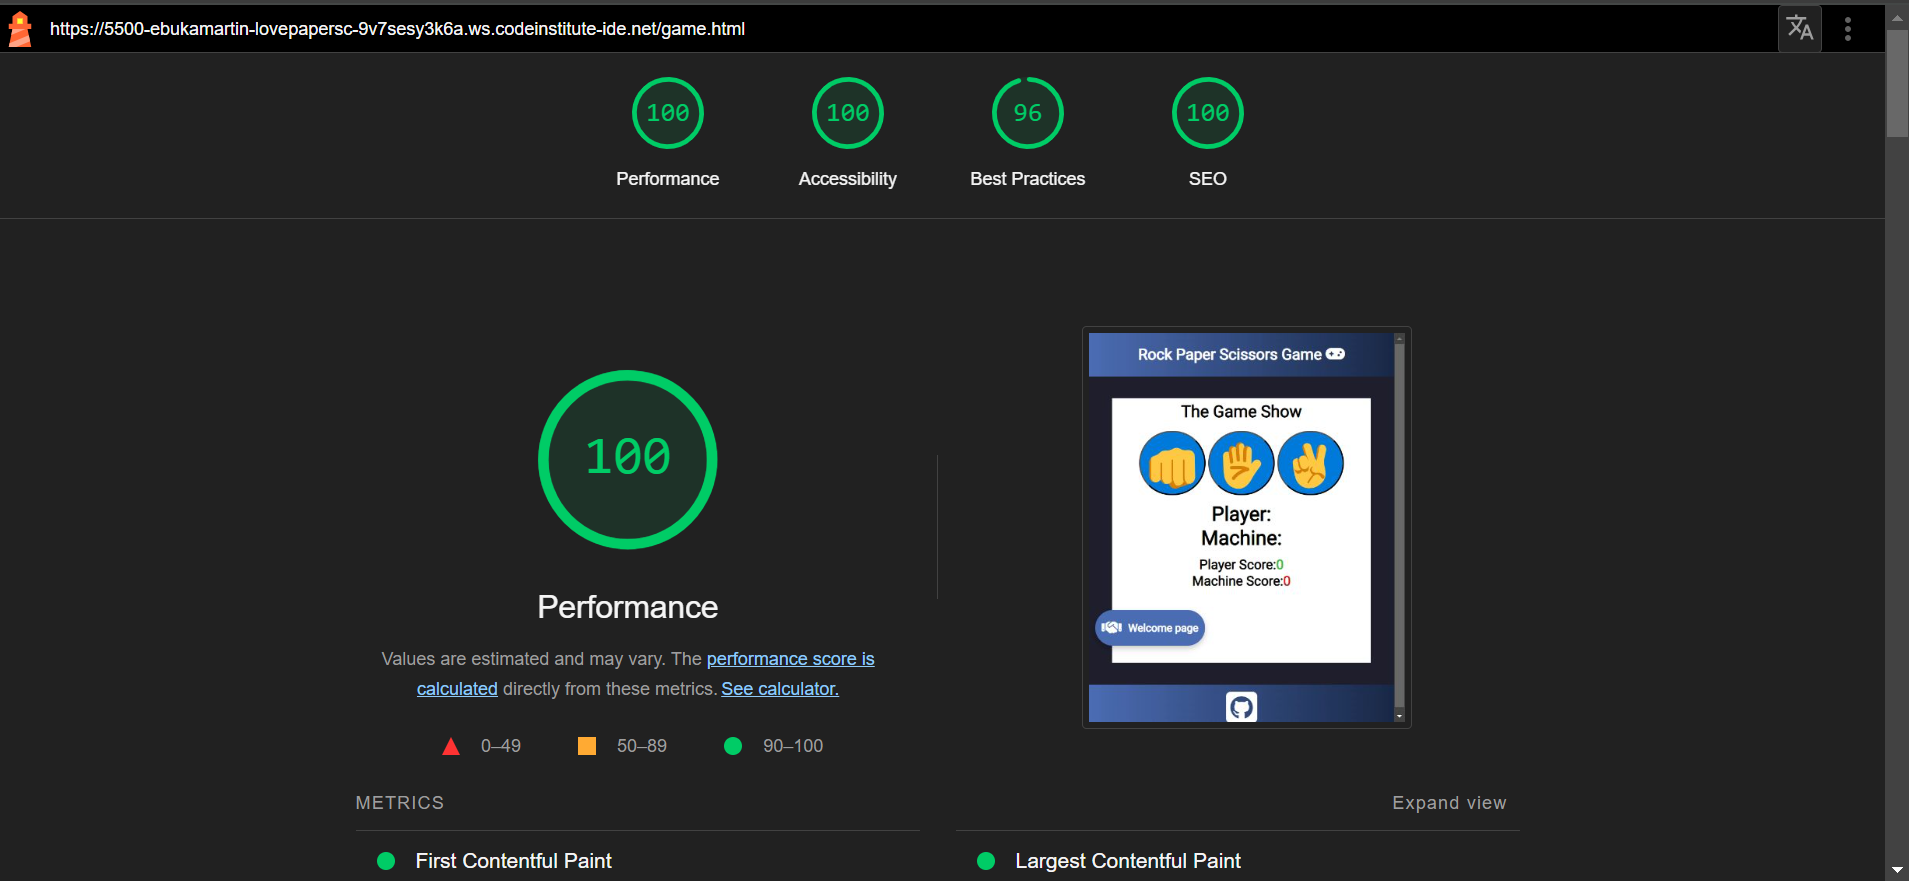 https://5500-ebukamartin-lovepapersc-9v7sesy3k6a.ws.codeinstitute-ide.net/game.html
100
100
96
100
Performance
Accessibility
Best Practices
SEO
100
Performance
Values are estimated and may vary. The performance score is
calculated directly from these metrics. See calculator.
0–49
50–89
90–100
Rock Paper Scissors Game
The Game Show
Player:
Machine:
Player Score:0
Machine Score:0
Welcome page
METRICS
Expand view
First Contentful Paint
Largest Contentful Paint